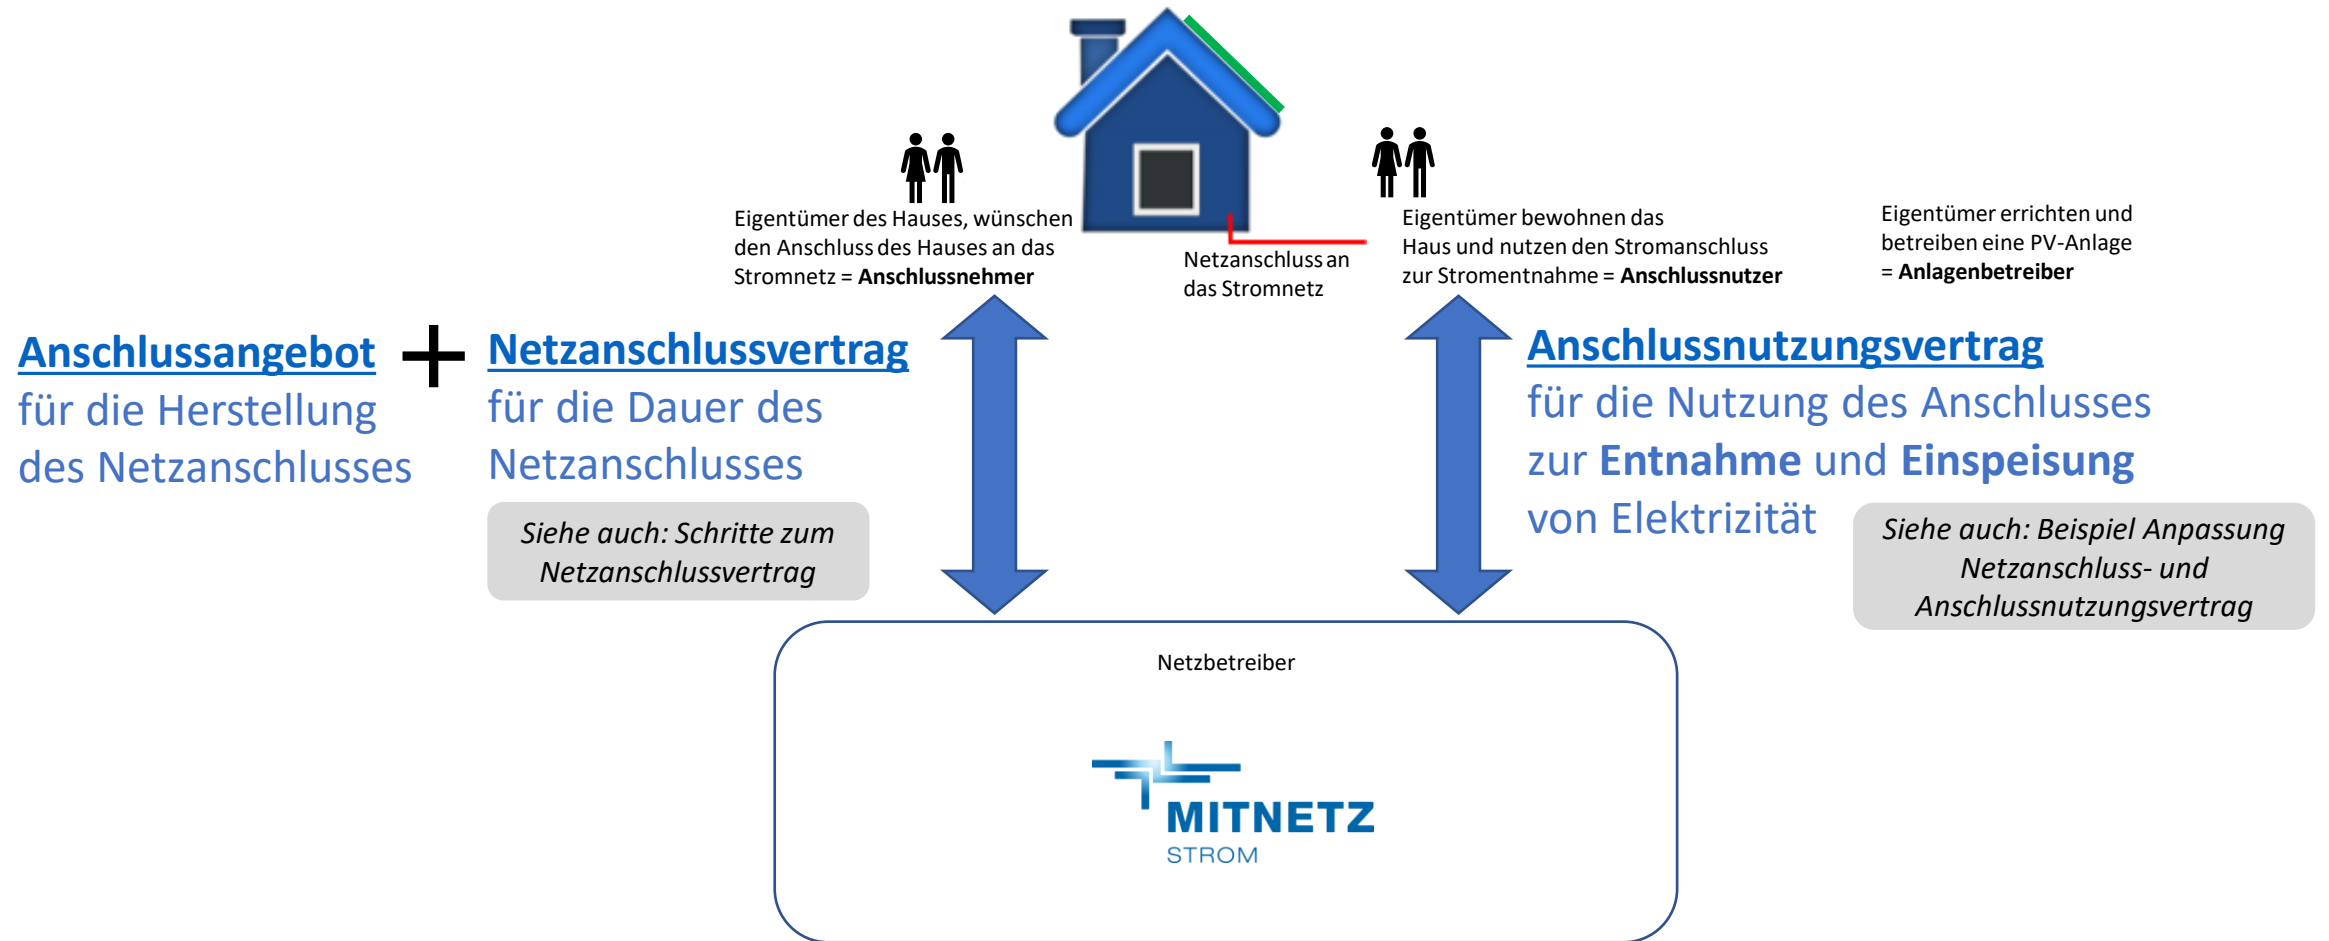 Eigentümer des Hauses, wünschen
den Anschluss des Hauses an das
Stromnetz = Anschlussnehmer
Netzanschluss an
das Stromnetz
Eigentümer bewohnen das
Haus und nutzen den Stromanschluss
zur Stromentnahme = Anschlussnutzer
Eigentümer errichten und
betreiben eine PV-Anlage
= Anlagenbetreiber
Anschlussangebot
für die Herstellung
des Netzanschlusses
+
Netzanschlussvertrag
für die Dauer des
Netzanschlusses
Siehe auch: Schritte zum
Netzanschlussvertrag
Anschlussnutzungsvertrag
für die Nutzung des Anschlusses
zur Entnahme und Einspeisung
von Elektrizität
Siehe auch: Beispiel Anpassung
Netzanschluss- und
Anschlussnutzungsvertrag
Netzbetreiber
MITNETZ
STROM